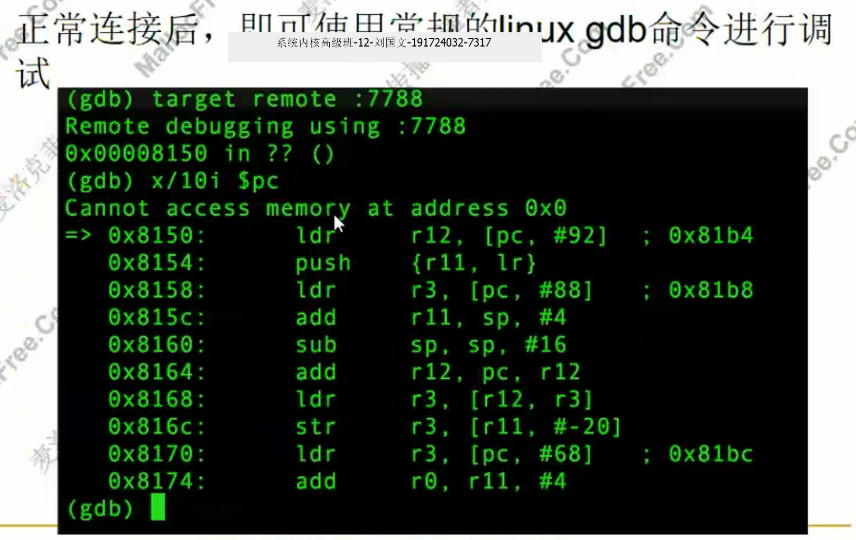 正常连接后，即可使用常规的linux gdb命令进行调
系统内核高级班-12-刘国文-191724032-7317
试
(gdb) target remote :7788
Remote debugging using :7788
0x00008150 in ?? ()
(gdb) x/10i $pc
Cannot access memory at address 0x0
=> 0x8150: ldr r12, [pc, #92] ; 0x81b4
0x8154: push {r11, lr}
0x8158: ldr r3, [pc, #88] ; 0x81b8
0x815c: add r11, sp, #4
0x8160: sub sp, sp, #16
0x8164: add r12, pc, r12
0x8168: ldr r3, [r12, r3]
0x816c: str r3, [r11, #-20]
0x8170: ldr r3, [pc, #68] ; 0x81bc
0x8174: add r0, r11, #4
(gdb)